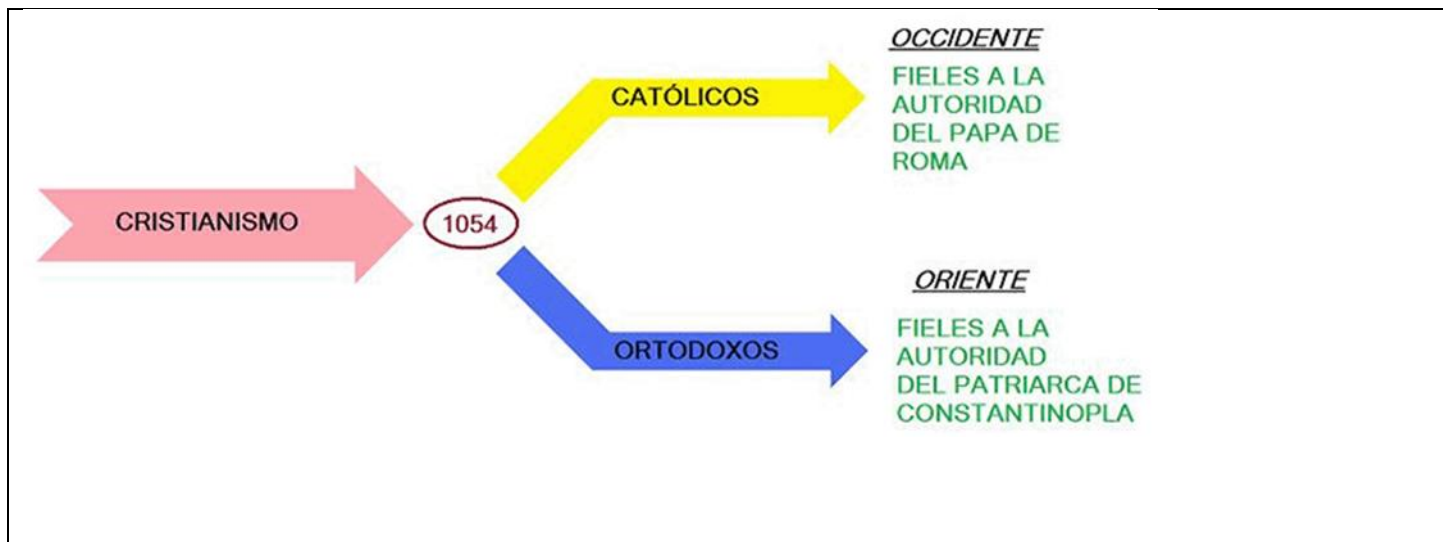 CRISTIANISMO
1054
CATÓLICOS
OCCIDENTE
FIELES A LA
AUTORIDAD
DEL PAPA DE
ROMA
ORTODOXOS
ORIENTE
FIELES A LA
AUTORIDAD
DEL PATRIARCA DE
CONSTANTINOPLA